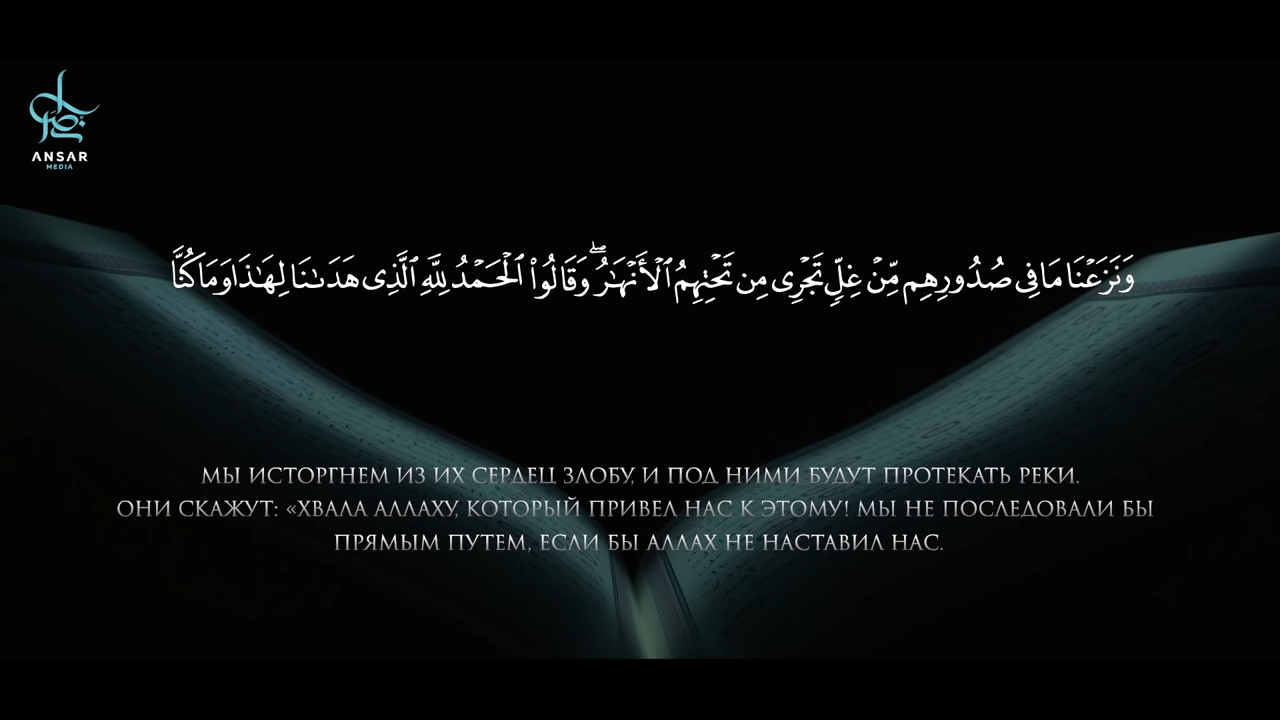 ANSAR
MEDIA
وَنَزَعْنَا مَا فِى صُدُورِهِم مِّنْ غِلٍّ تَجْرِى مِن تَحْتِهِمُ ٱلْأَنْهَـٰرُ ۖ وَقَالُوا۟ ٱلْحَمْدُ لِلَّهِ ٱلَّذِى هَدَىٰنَا لِهَـٰذَا وَمَا كُنَّا
МЫ ИСТОРГНЕМ ИЗ ИХ СЕРДЕЦ ЗЛОБУ, И ПОД НИМИ БУДУТ ПРОТЕКАТЬ РЕКИ.
ОНИ СКАЖУТ: «ХВАЛА АЛЛАХУ, КОТОРЫЙ ПРИВЕЛ НАС К ЭТОМУ! МЫ НЕ ПОСЛЕДОВАЛИ БЫ
ПРЯМЫМ ПУТЕМ, ЕСЛИ БЫ АЛЛАХ НЕ НАСТАВИЛ НАС.